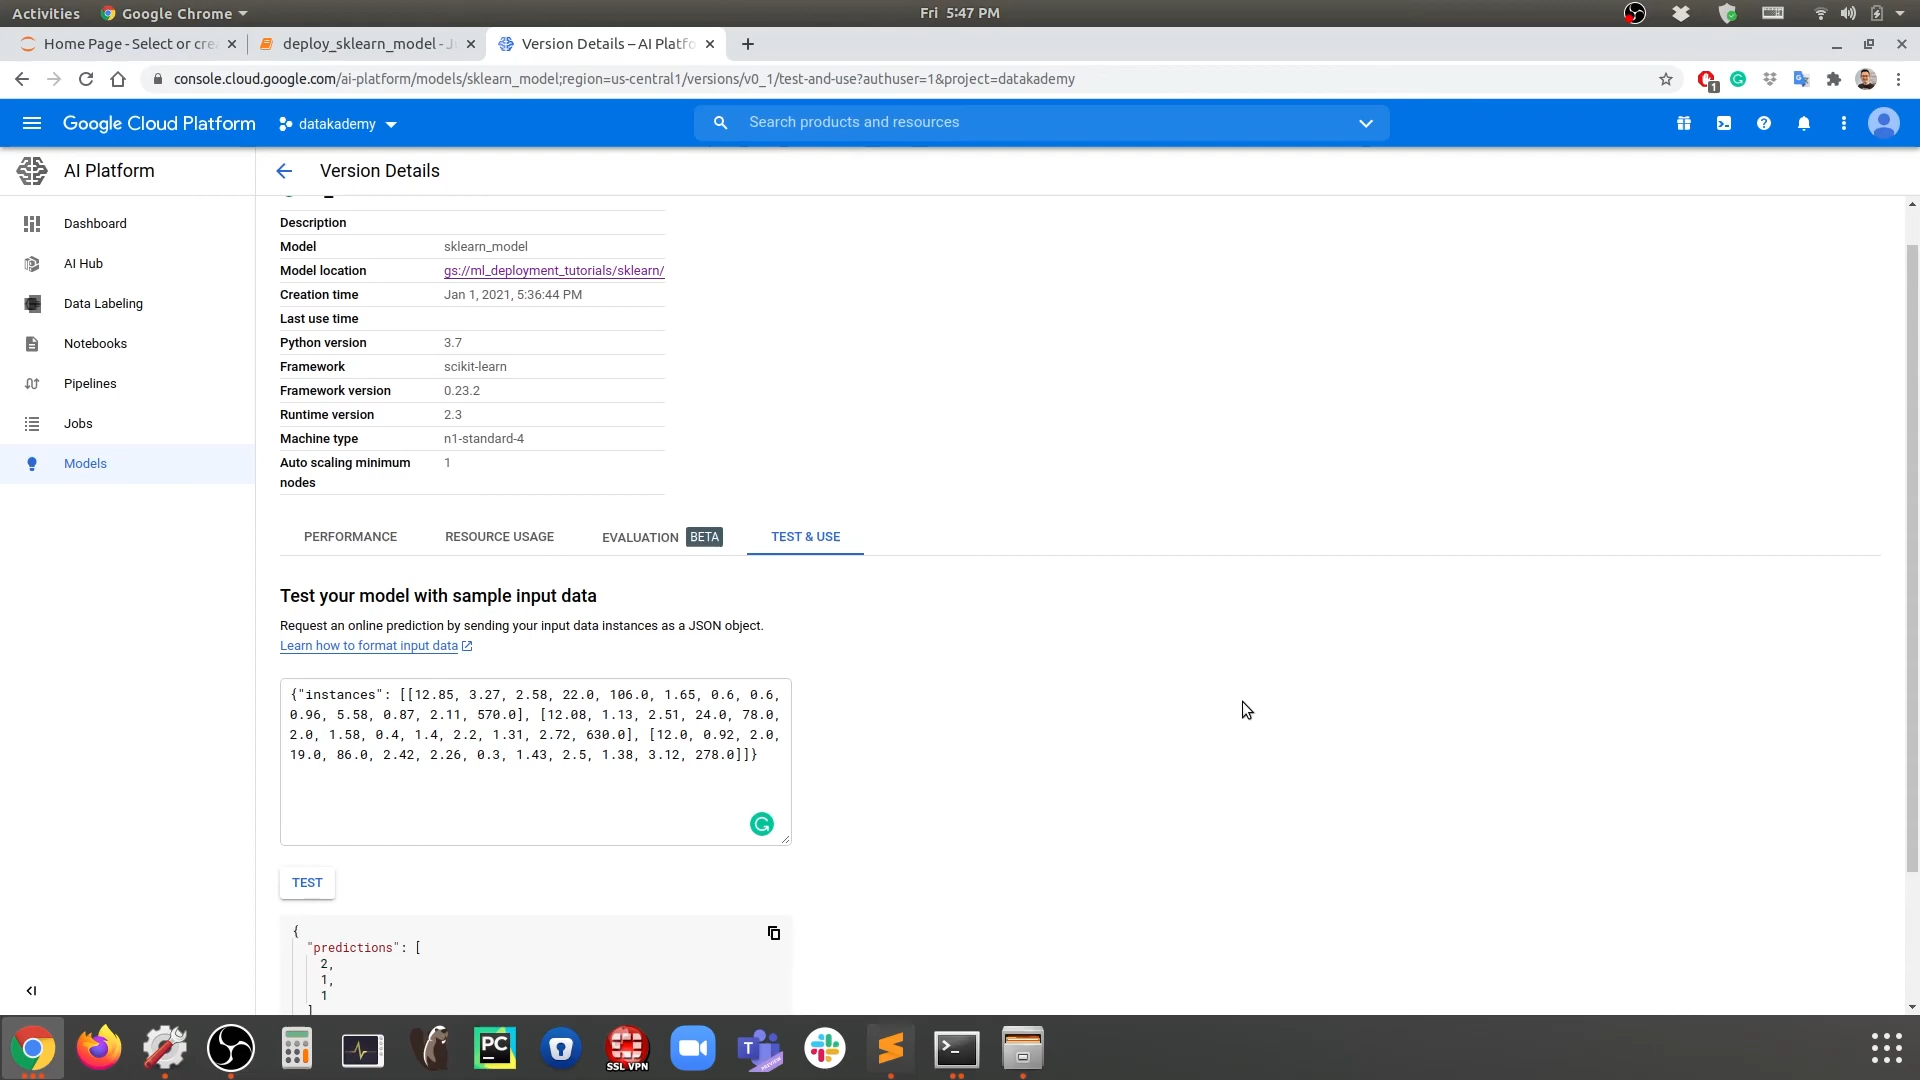 Activities
Google Chrome
Fri 5:47 PM
Home Page - Select or cre
deploy_sklearn_model - Ju
Version Details – AI Platfo
console.cloud.google.com/ai-platform/models/sklearn_model;region=us-central1/versions/v0_1/test-and-use?authuser=1&project=datakademy
1
Google Cloud Platform
datakademy
Search products and resources
AI Platform
Version Details
Dashboard
AI Hub
Data Labeling
Notebooks
Pipelines
Jobs
Models
Description
Model sklearn_model
Model location gs://ml_deployment_tutorials/sklearn/
Creation time Jan 1, 2021, 5:36:44 PM
Last use time
Python version 3.7
Framework scikit-learn
Framework version 0.23.2
Runtime version 2.3
Machine type n1-standard-4
Auto scaling minimum 1
nodes
PERFORMANCE RESOURCE USAGE EVALUATION BETA TEST & USE
Test your model with sample input data
Request an online prediction by sending your input data instances as a JSON object.
Learn how to format input data
{"instances": [[12.85, 3.27, 2.58, 22.0, 106.0, 1.65, 0.6, 0.6,
0.96, 5.58, 0.87, 2.11, 570.0], [12.08, 1.13, 2.51, 24.0, 78.0,
2.0, 1.58, 0.4, 1.4, 2.2, 1.31, 2.72, 630.0], [12.0, 0.92, 2.0,
19.0, 86.0, 2.42, 2.26, 0.3, 1.43, 2.5, 1.38, 3.12, 278.0]]}
TEST
{
"predictions": [
2,
1,
1
]
PC
SSL VPN
T
PREVIEW